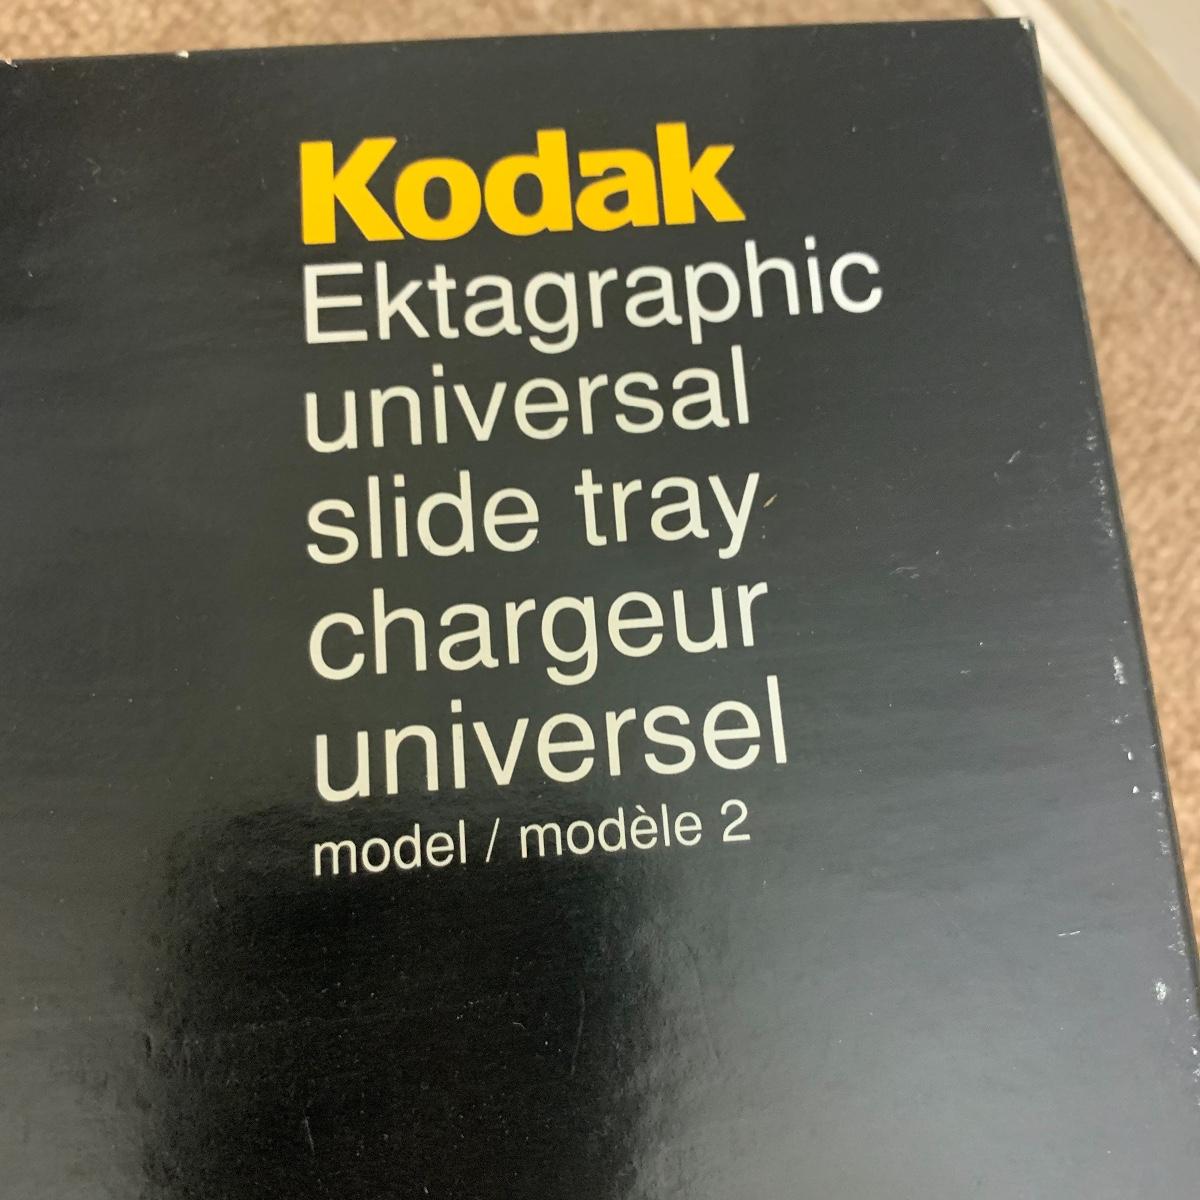 Kodak
Ektagraphic
universal
slide tray
chargeur
universel
model / modèle 2